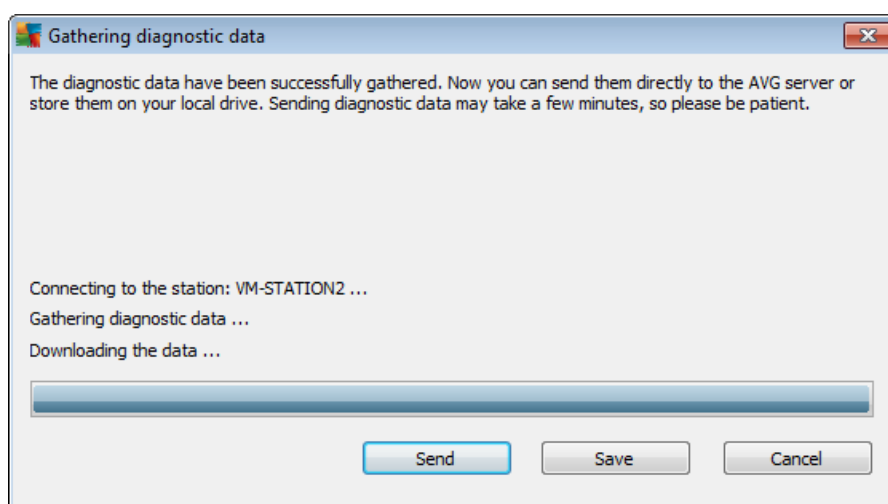 Gathering diagnostic data
The diagnostic data have been successfully gathered. Now you can send them directly to the AVG server or
store them on your local drive. Sending diagnostic data may take a few minutes, so please be patient.
Connecting to the station: VM-STATION2 ...
Gathering diagnostic data ...
Downloading the data ...
Send Save Cancel